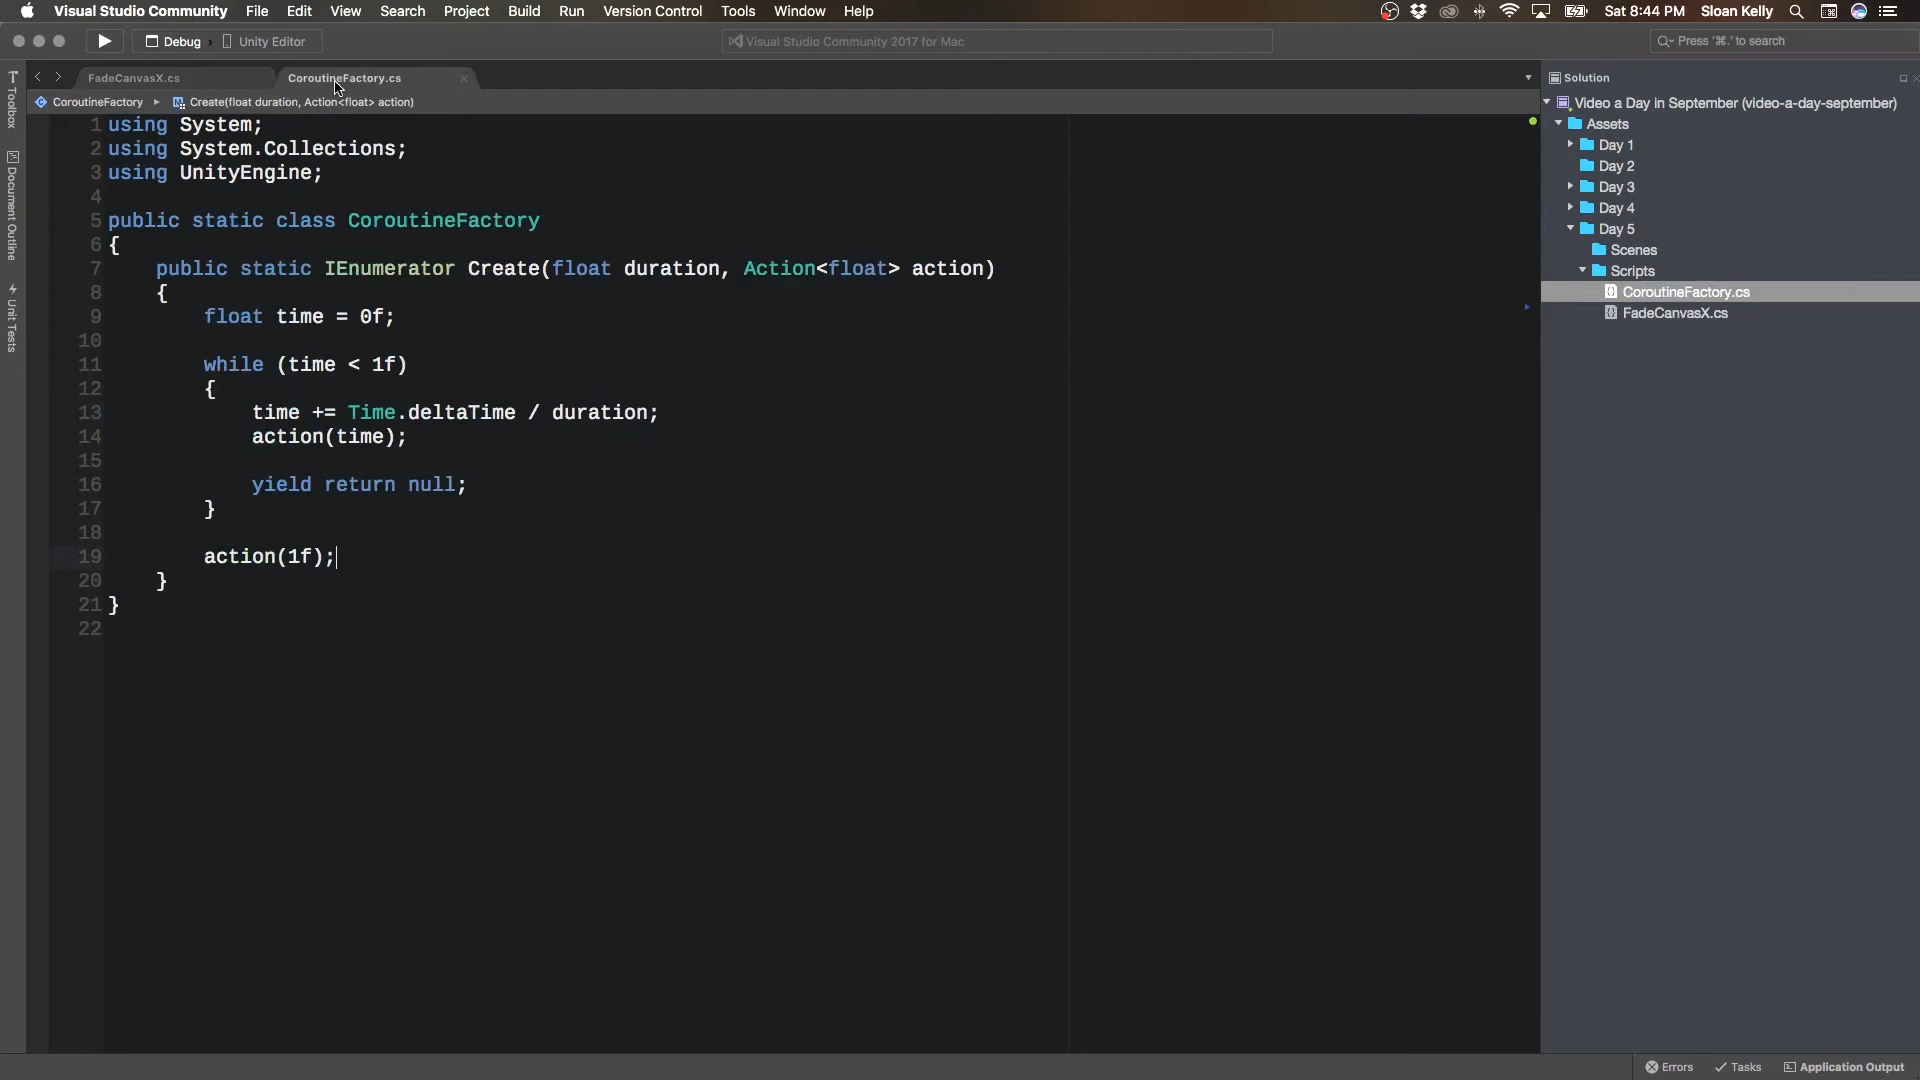 Visual Studio Community File Edit View Search Project Build Run Version Control Tools Window Help Sat 8:44 PM Sloan Kelly
Debug Unity Editor Visual Studio Community 2017 for Mac Press '⌘.' to search
FadeCanvasX.cs CoroutineFactory.cs
CoroutineFactory Create(float duration, Action<float> action)
Toolbox
Document Outline
Unit Tests
1 using System;
2 using System.Collections;
3 using UnityEngine;
4
5 public static class CoroutineFactory
6 {
7 public static IEnumerator Create(float duration, Action<float> action)
8 {
9 float time = 0f;
10
11 while (time < 1f)
12 {
13 time += Time.deltaTime / duration;
14 action(time);
15
16 yield return null;
17 }
18
19 action(1f);
20 }
21 }
22
Solution
Video a Day in September (video-a-day-september)
Assets
Day 1
Day 2
Day 3
Day 4
Day 5
Scenes
Scripts
CoroutineFactory.cs
FadeCanvasX.cs
Errors Tasks Application Output